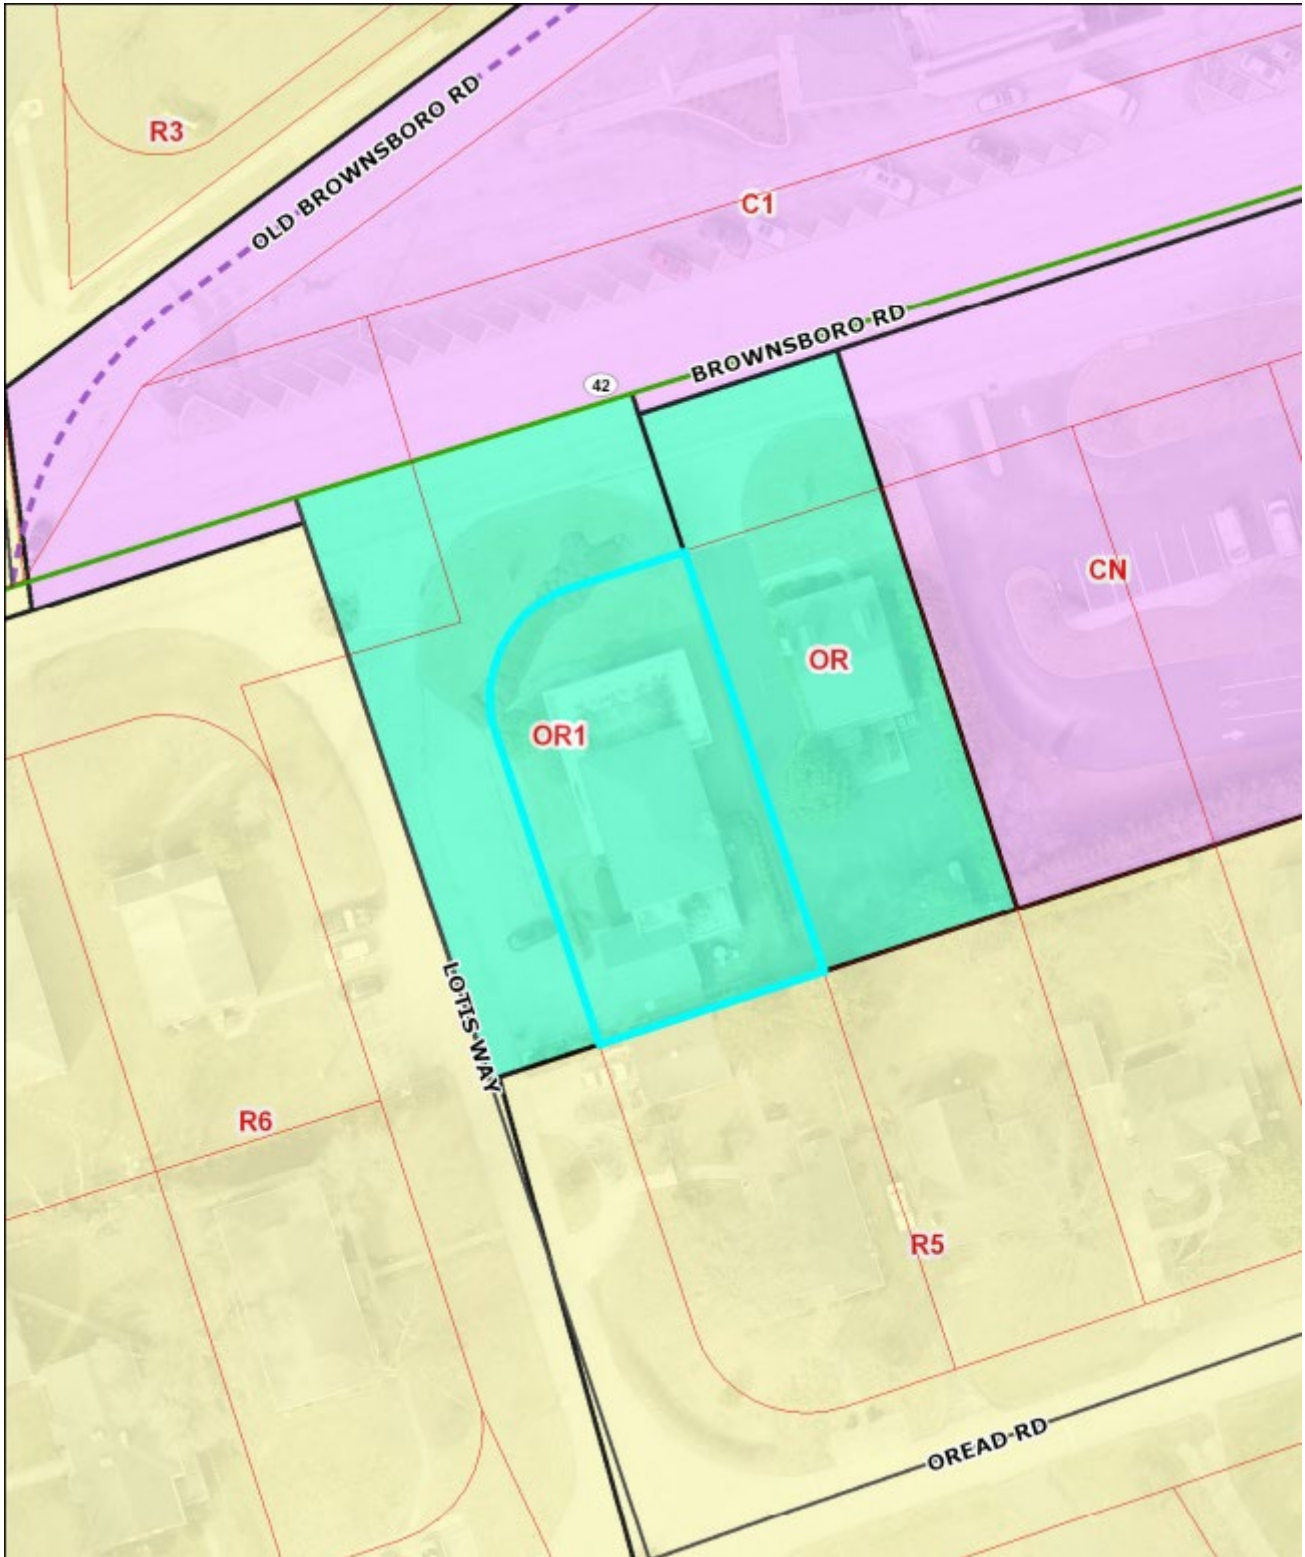 OLD BROWNSBORO RD
R3
C1
BROWNSBORO RD
42
CN
OR
OR1
LOTIS WAY
R6
R5
OREAD RD